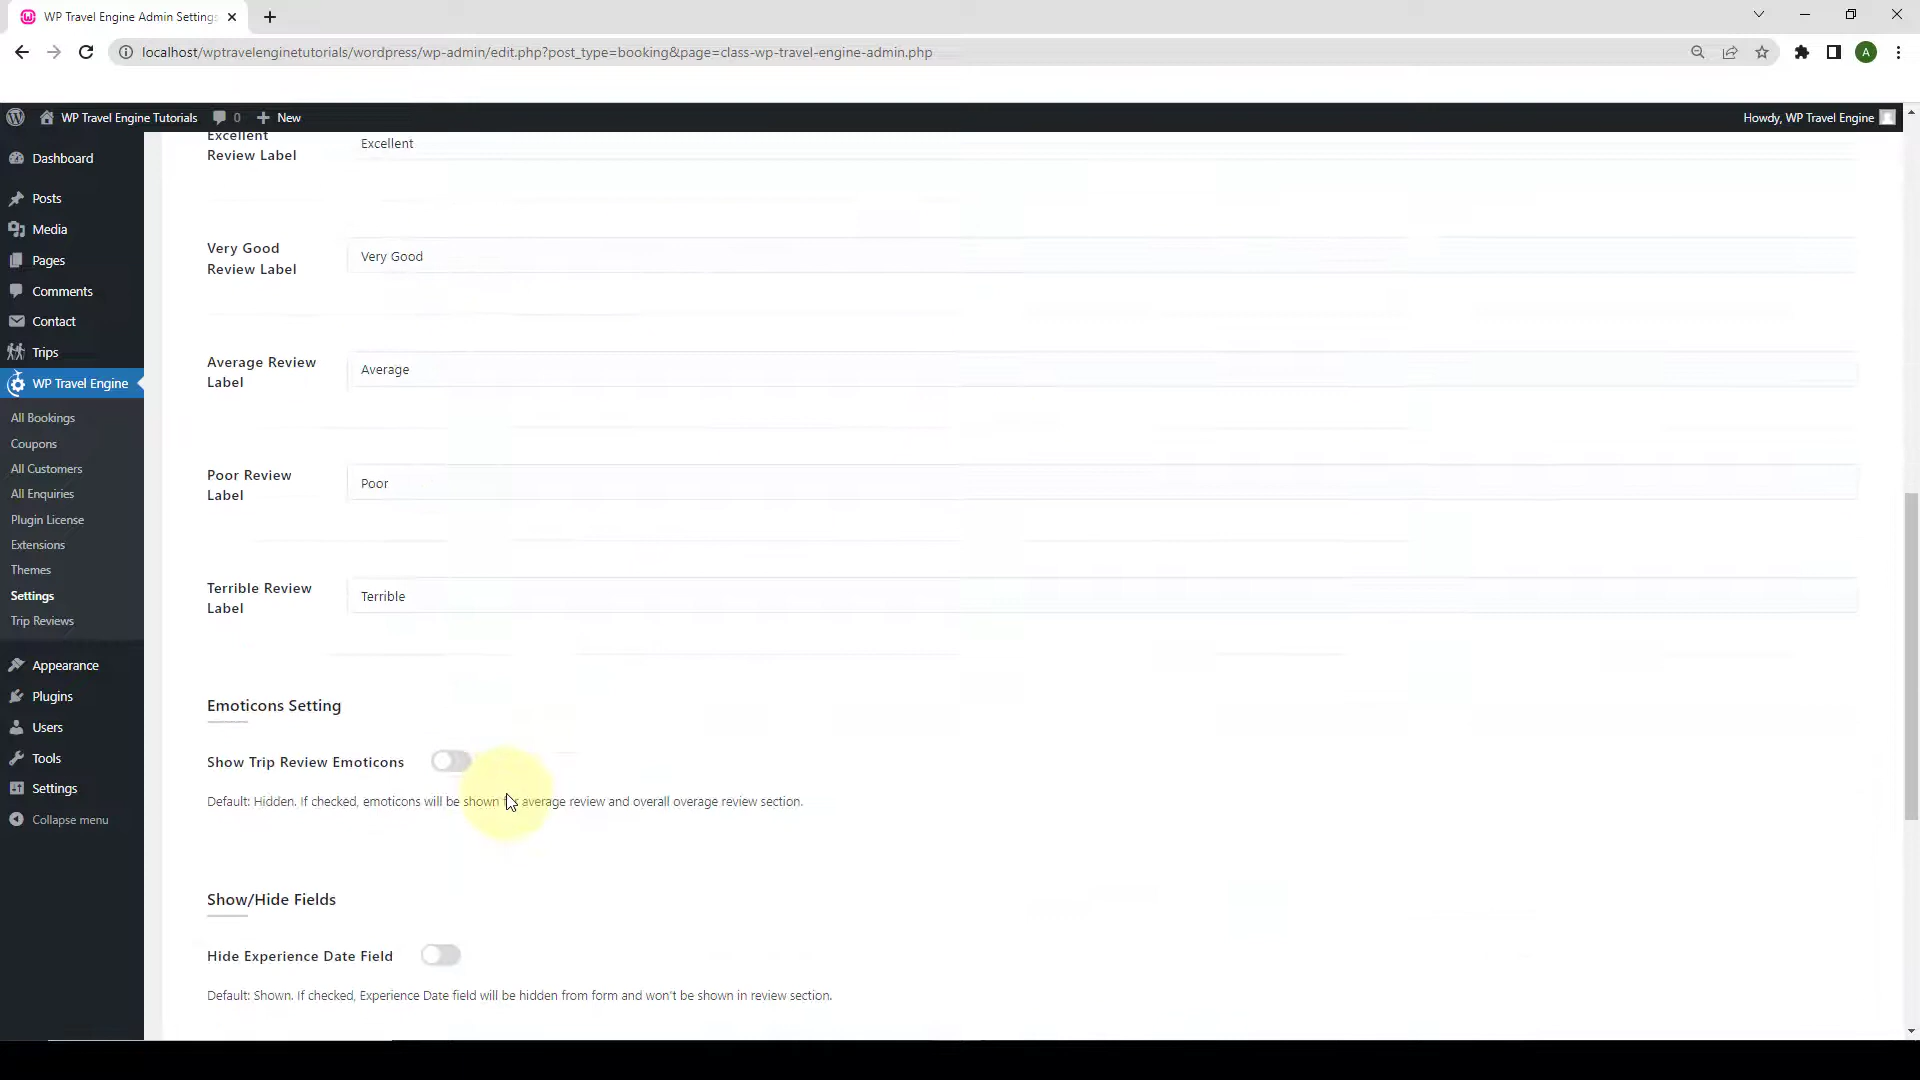 WP Travel Engine Admin Settings
localhost/wptravelenginetutorials/wordpress/wp-admin/edit.php?post_type=booking&page=class-wp-travel-engine-admin.php
A
WP Travel Engine Tutorials
0
New
Howdy, WP Travel Engine
Dashboard
Posts
Media
Pages
Comments
Contact
Trips
WP Travel Engine
All Bookings
Coupons
All Customers
All Enquiries
Plugin License
Extensions
Themes
Settings
Trip Reviews
Appearance
Plugins
Users
Tools
Settings
Collapse menu
Excellent
Review Label
Excellent
Very Good
Review Label
Very Good
Average Review
Label
Average
Poor Review
Label
Poor
Terrible Review
Label
Terrible
Emoticons Setting
Show Trip Review Emoticons
Default: Hidden. If checked, emoticons will be shown average review and overall overage review section.
Show/Hide Fields
Hide Experience Date Field
Default: Shown. If checked, Experience Date field will be hidden from form and won't be shown in review section.